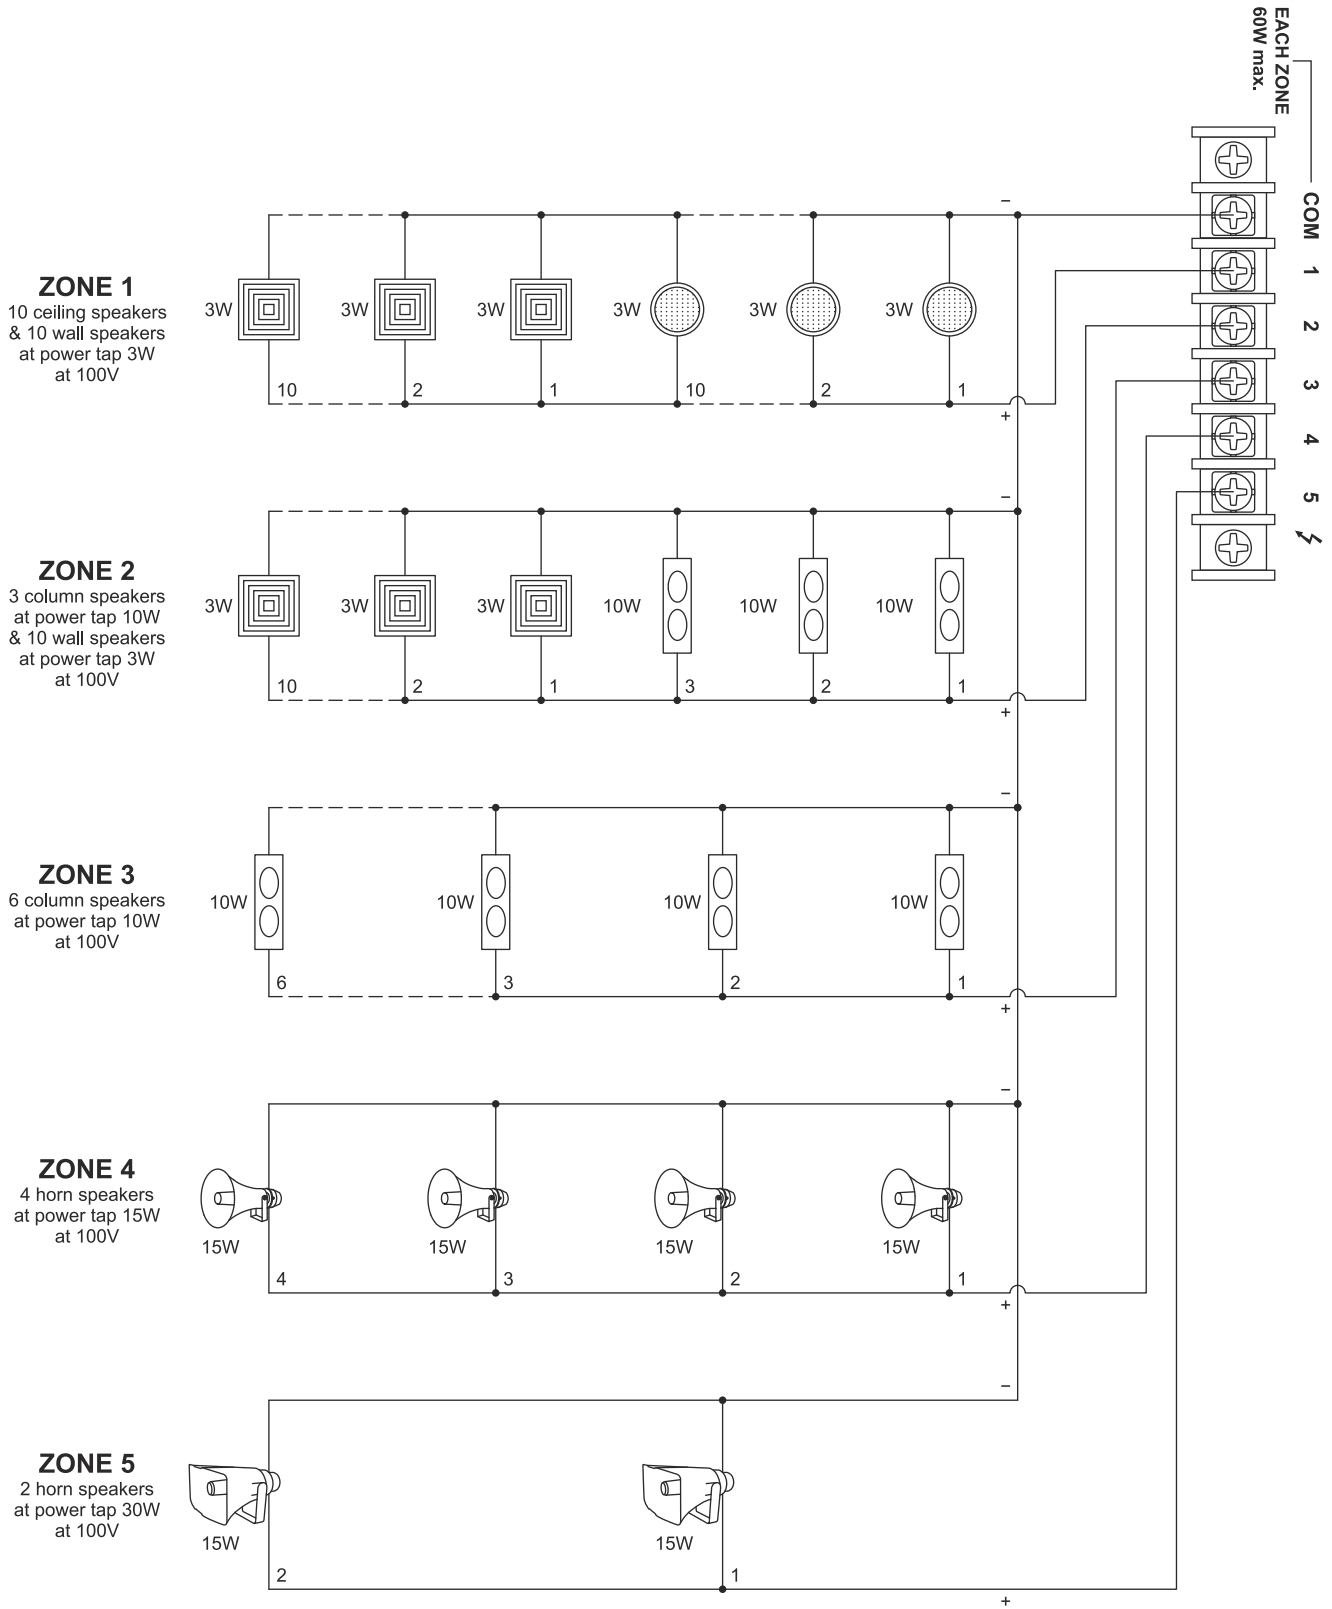 EACH ZONE
60W max.
COM
1
2
3
4
5
ZONE 1
10 ceiling speakers
& 10 wall speakers
at power tap 3W
at 100V
−
3W 3W 3W 3W 3W 3W
10 2 1 10 2 1
+
ZONE 2
3 column speakers
at power tap 10W
& 10 wall speakers
at power tap 3W
at 100V
−
3W 3W 3W 10W 10W 10W
10 2 1 3 2 1
+
ZONE 3
6 column speakers
at power tap 10W
at 100V
−
10W 10W 10W 10W
6 3 2 1
+
ZONE 4
4 horn speakers
at power tap 15W
at 100V
−
15W 15W 15W 15W
4 3 2 1
+
ZONE 5
2 horn speakers
at power tap 30W
at 100V
−
15W 15W
2 1
+